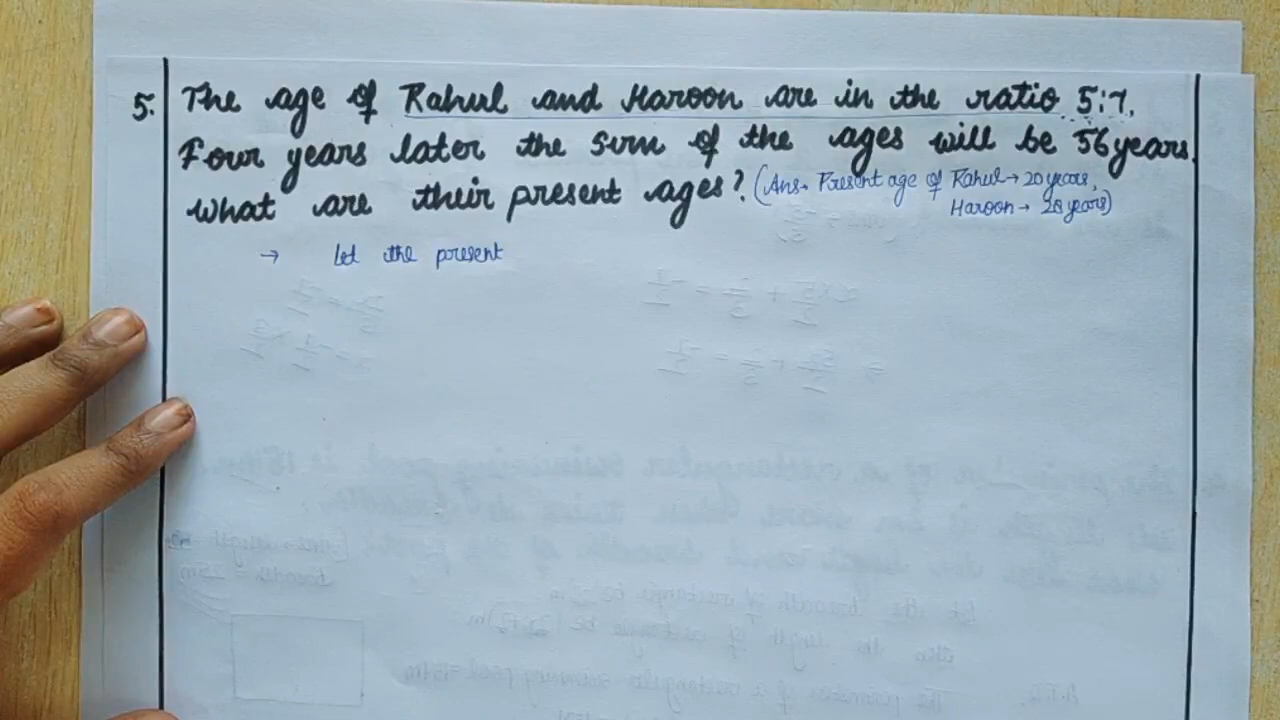 5. The age of Rahul and Haroon are in the ratio 5:7.
Four years later the sum of the ages will be 56 years.
What are their present ages? (Ans→ Present age of Rahul → 20 years,
Haroon → 28 years)
→ Let the present